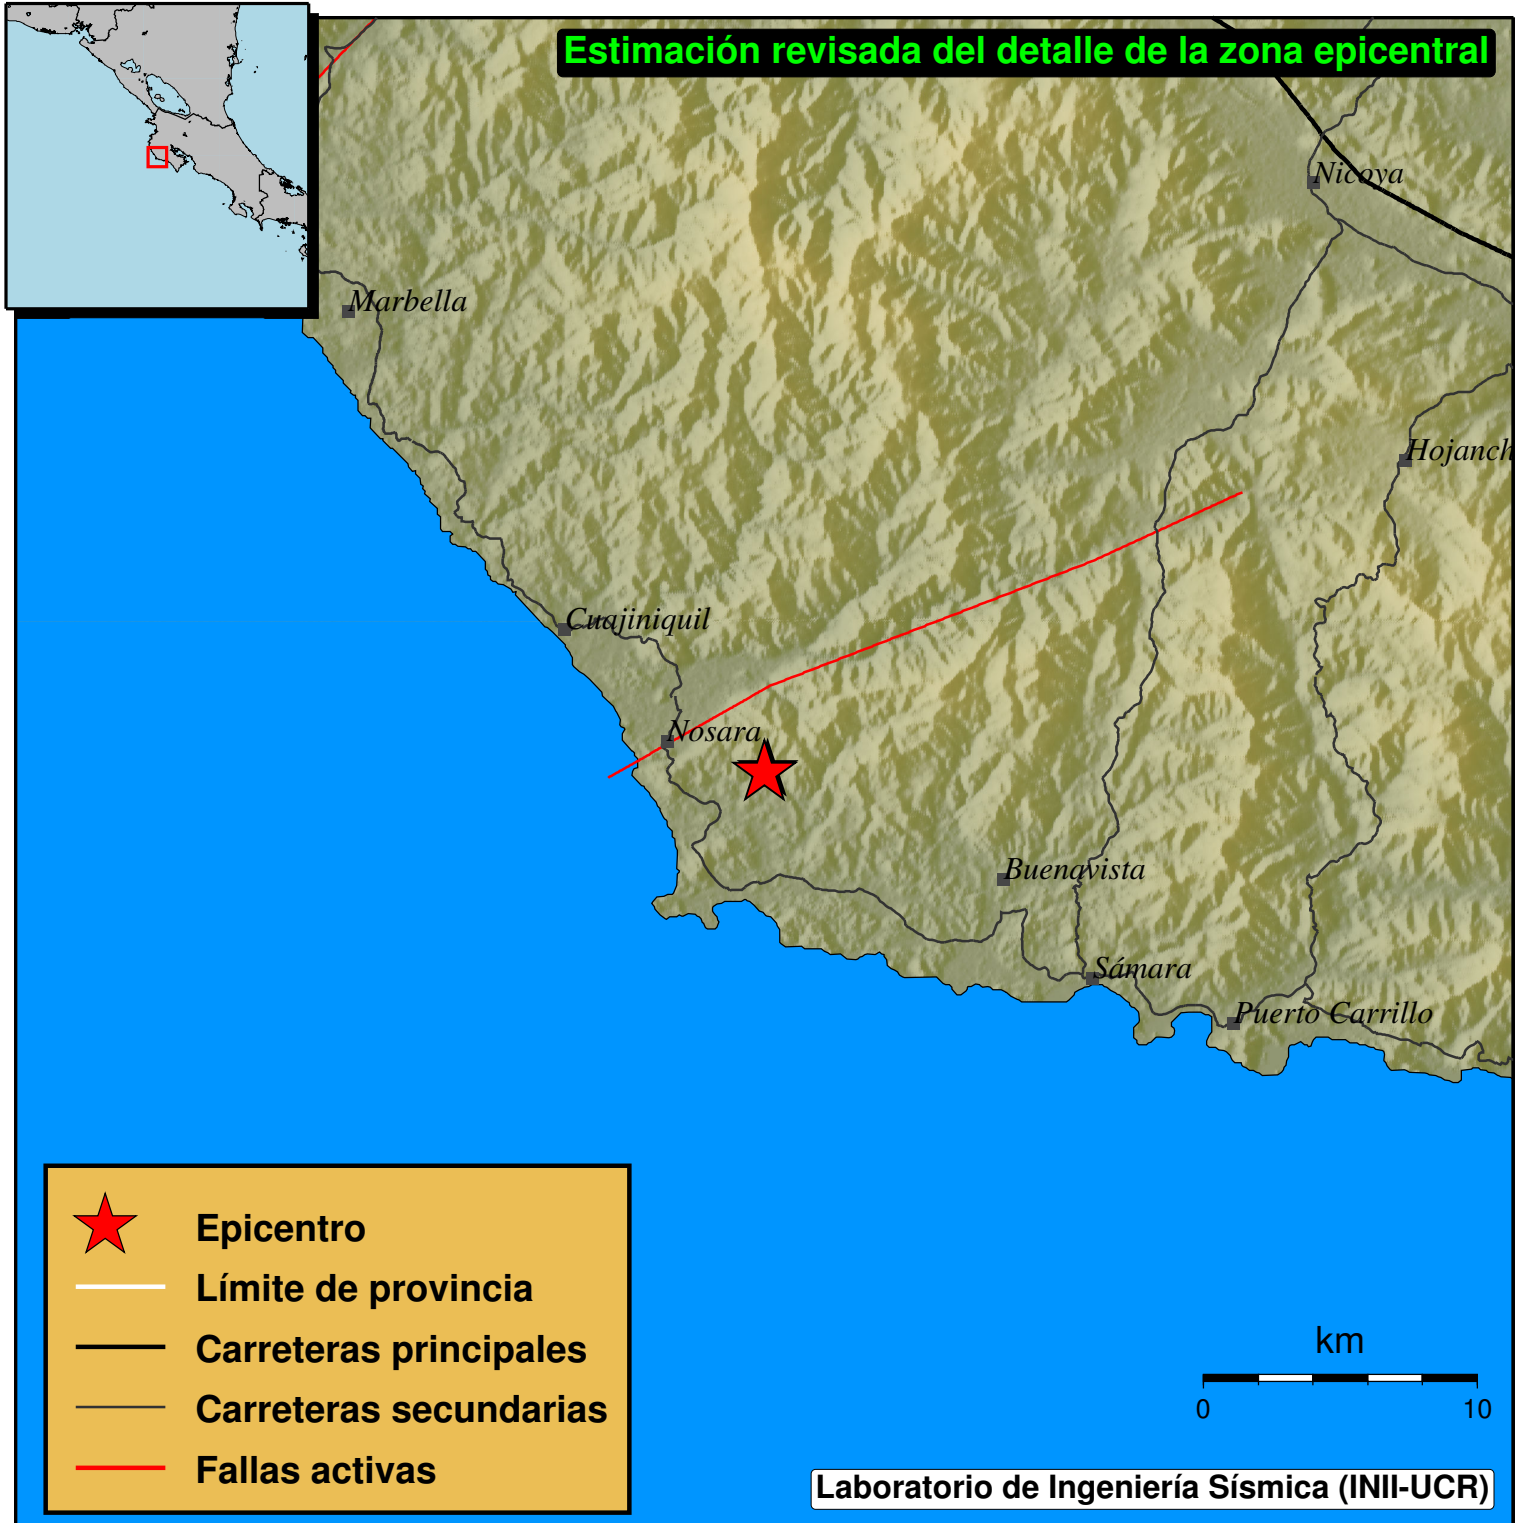 Estimación revisada del detalle de la zona epicentral
Nicoya
Marbella
Hojanch
Cuajiniquil
Nosara
Buenavista
Sámara
Puerto Carrillo
Epicentro
Límite de provincia
Carreteras principales
Carreteras secundarias
Fallas activas
km
0 10
Laboratorio de Ingeniería Sísmica (INII-UCR)